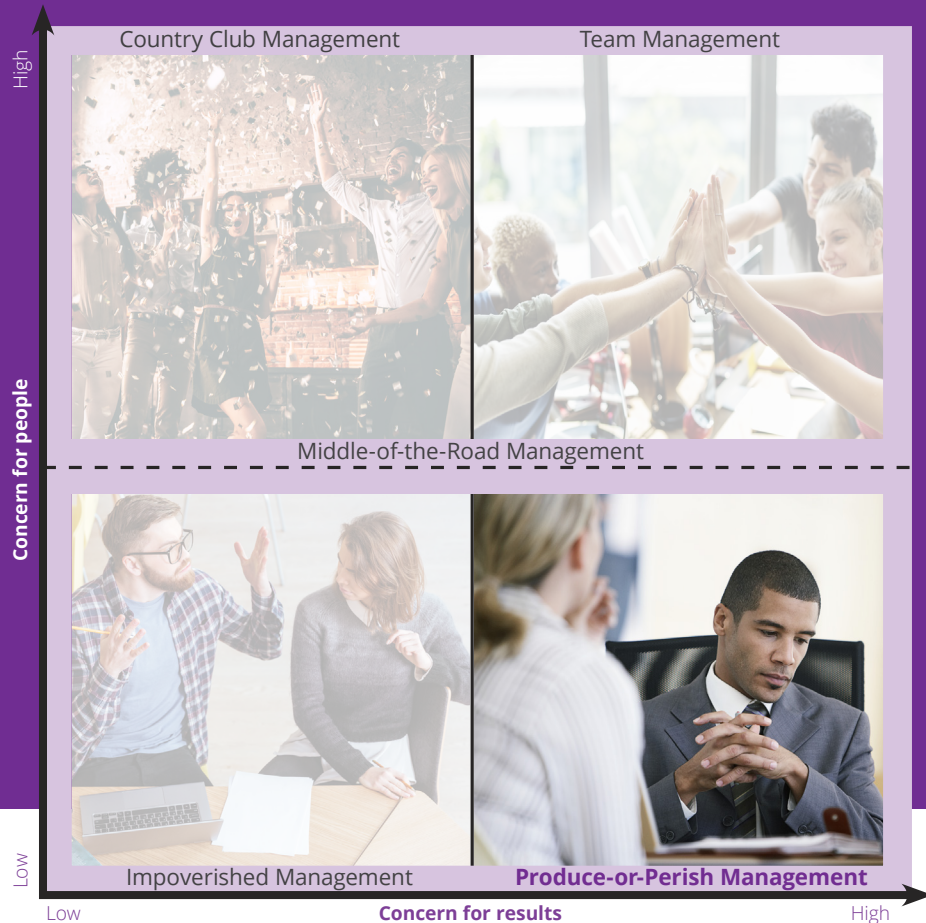 High
Country Club Management
Team Management
Concern for people
Middle-of-the-Road Management
Low
Impoverished Management
Produce-or-Perish Management
Low
Concern for results
High